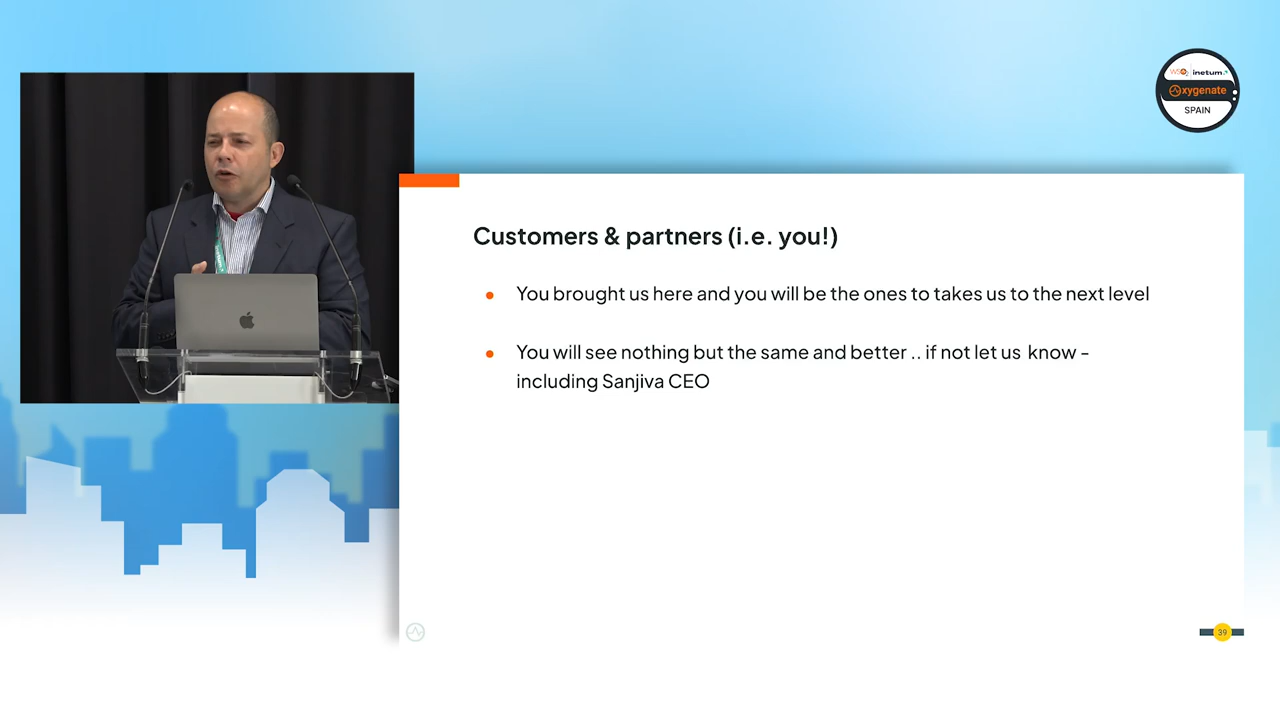 WSO2 inetum.
Oxygenate
SPAIN
Customers & partners (i.e. you!)
You brought us here and you will be the ones to takes us to the next level
You will see nothing but the same and better .. if not let us know -
including Sanjiva CEO
39